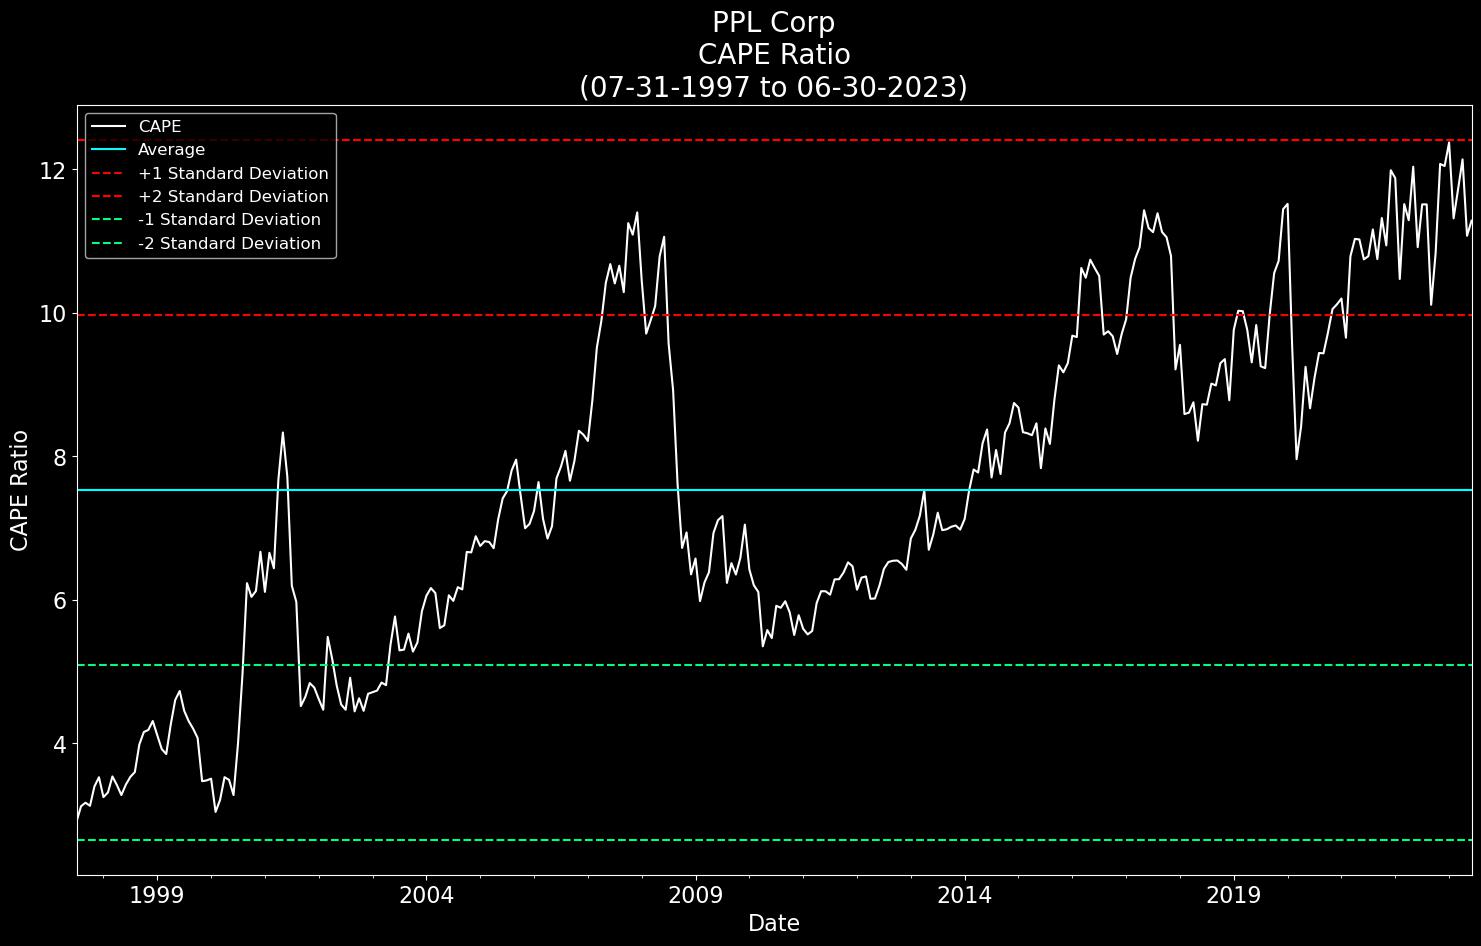 PPL Corp
CAPE Ratio
(07-31-1997 to 06-30-2023)
CAPE
Average
+1 Standard Deviation
+2 Standard Deviation
-1 Standard Deviation
-2 Standard Deviation
12
10
8
6
4
CAPE Ratio
1999
2004
2009
2014
2019
Date